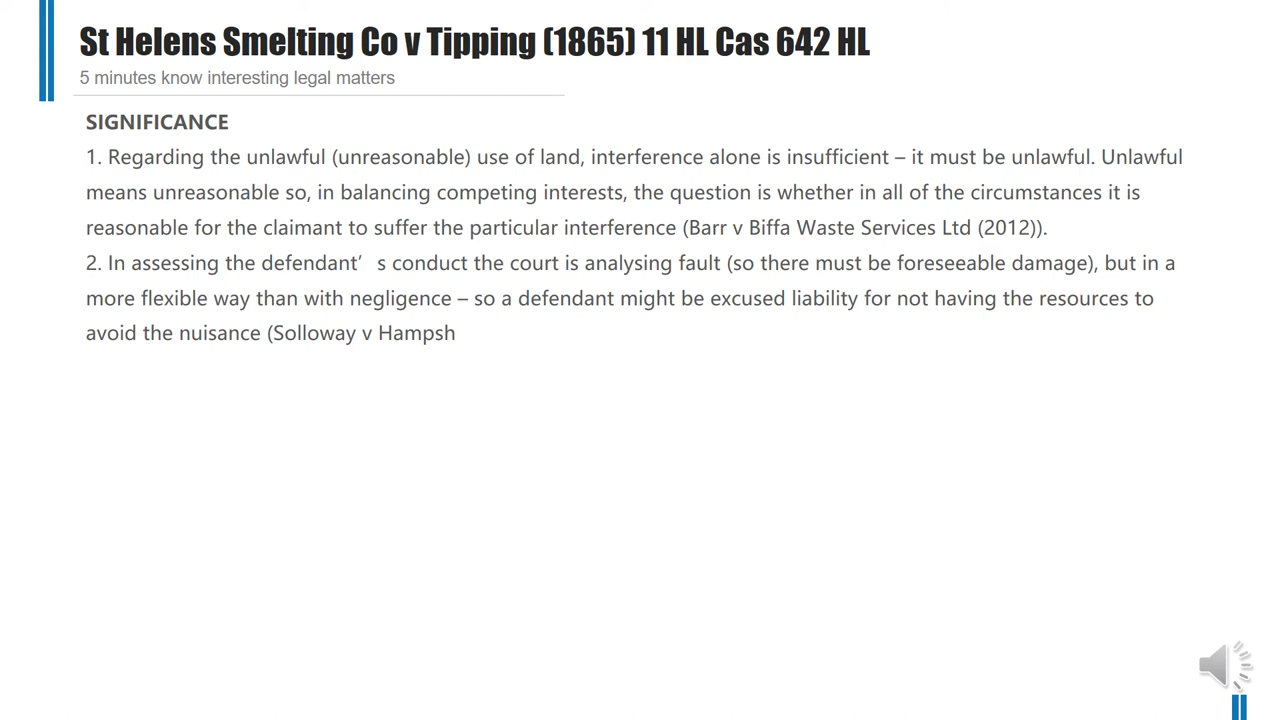 St Helens Smelting Co v Tipping (1865) 11 HL Cas 642 HL
5 minutes know interesting legal matters
SIGNIFICANCE
1. Regarding the unlawful (unreasonable) use of land, interference alone is insufficient – it must be unlawful. Unlawful
means unreasonable so, in balancing competing interests, the question is whether in all of the circumstances it is
reasonable for the claimant to suffer the particular interference (Barr v Biffa Waste Services Ltd (2012)).
2. In assessing the defendant’ s conduct the court is analysing fault (so there must be foreseeable damage), but in a
more flexible way than with negligence – so a defendant might be excused liability for not having the resources to
avoid the nuisance (Solloway v Hampsh